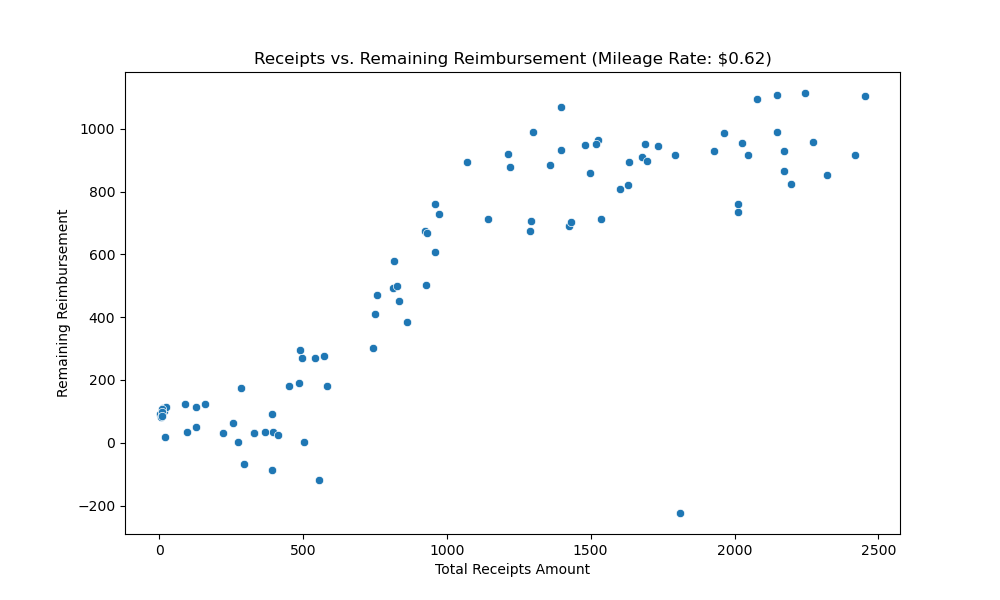 Receipts vs. Remaining Reimbursement (Mileage Rate: $0.62)
Remaining Reimbursement
1000
800
600
400
200
0
−200
0 500 1000 1500 2000 2500
Total Receipts Amount